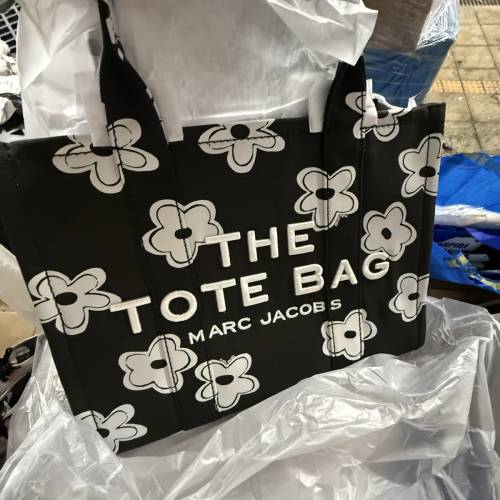 THE
TOTE BAG
MARC JACOBS